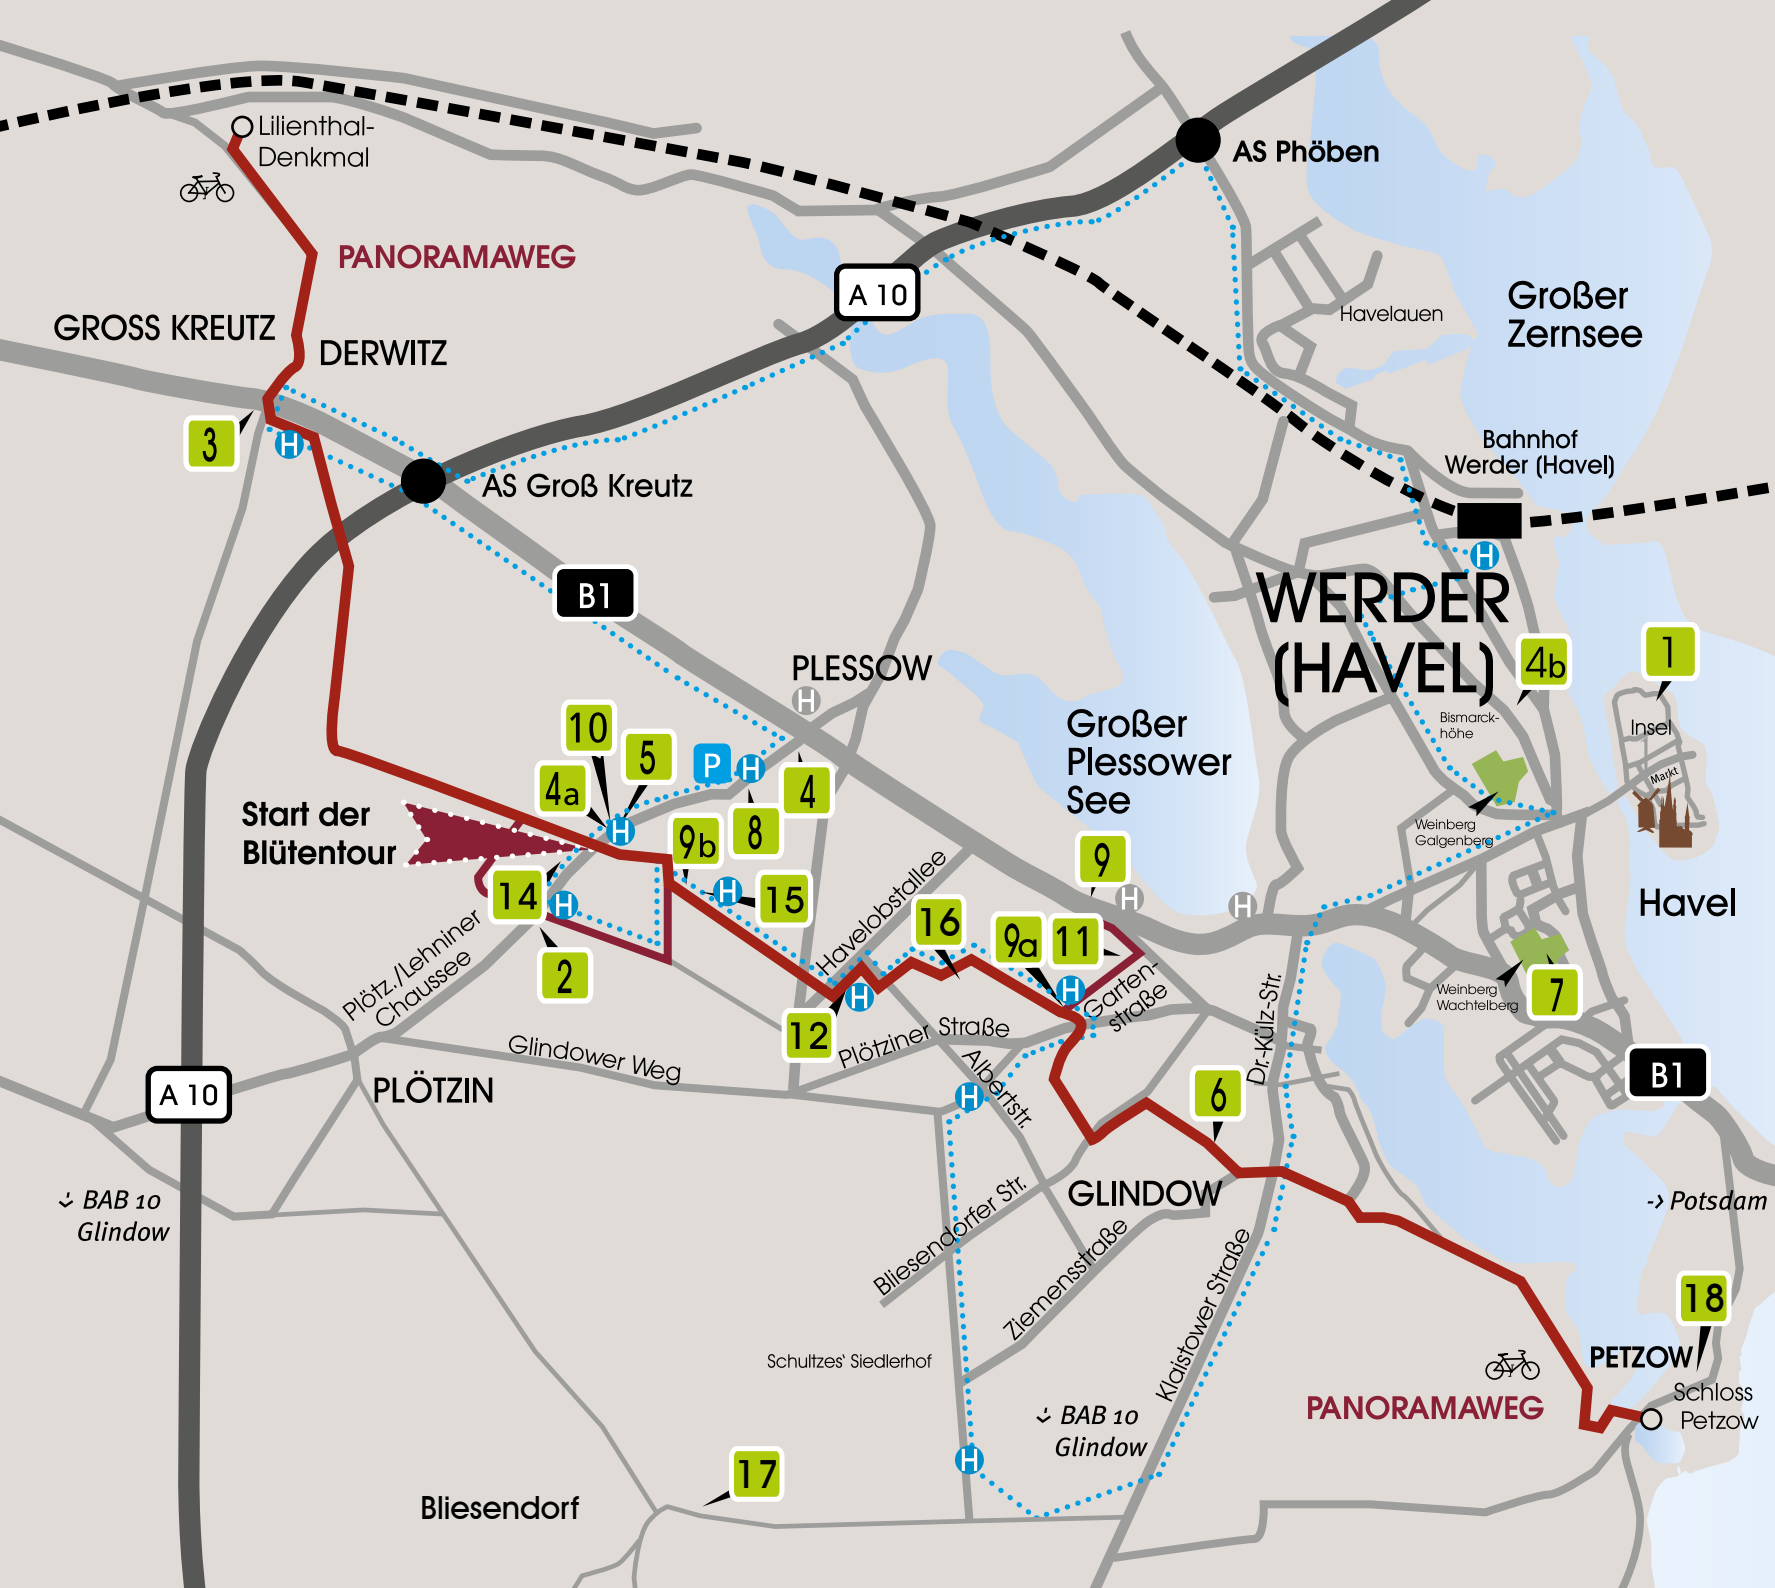 Lilienthal-
Denkmal
AS Phöben
PANORAMAWEG
A 10
Großer
Zernsee
Havelauen
GROSS KREUTZ
DERWITZ
3
H
AS Groß Kreutz
Bahnhof
Werder (Havel)
H
B1
WERDER
(HAVEL)
PLESSOW
H
4b
1
Bismarck-
höhe
Insel
Markt
Großer
Plessower
See
10
5
4a
P
H
4
8
H
Start der
Blütentour
9b
Weinberg
Galgenberg
9
H
H
14
H
H
15
Havelobstallee
16
9a
11
Havel
2
Plötz./Lehniner
Chaussee
12
H
H
Garten-
straße
Weinberg
Wachtelberg
7
Plötziner Straße
Glindower Weg
Albertstr.
Dr.-Külz-Str.
B1
A 10
PLÖTZIN
H
6
GLINDOW
-> BAB 10
Glindow
-> Potsdam
Bliesendorfer Str.
Ziemensstraße
Klaistower Straße
18
PETZOW
Schloss
Petzow
Schultzes' Siedlerhof
PANORAMAWEG
-> BAB 10
Glindow
H
17
Bliesendorf